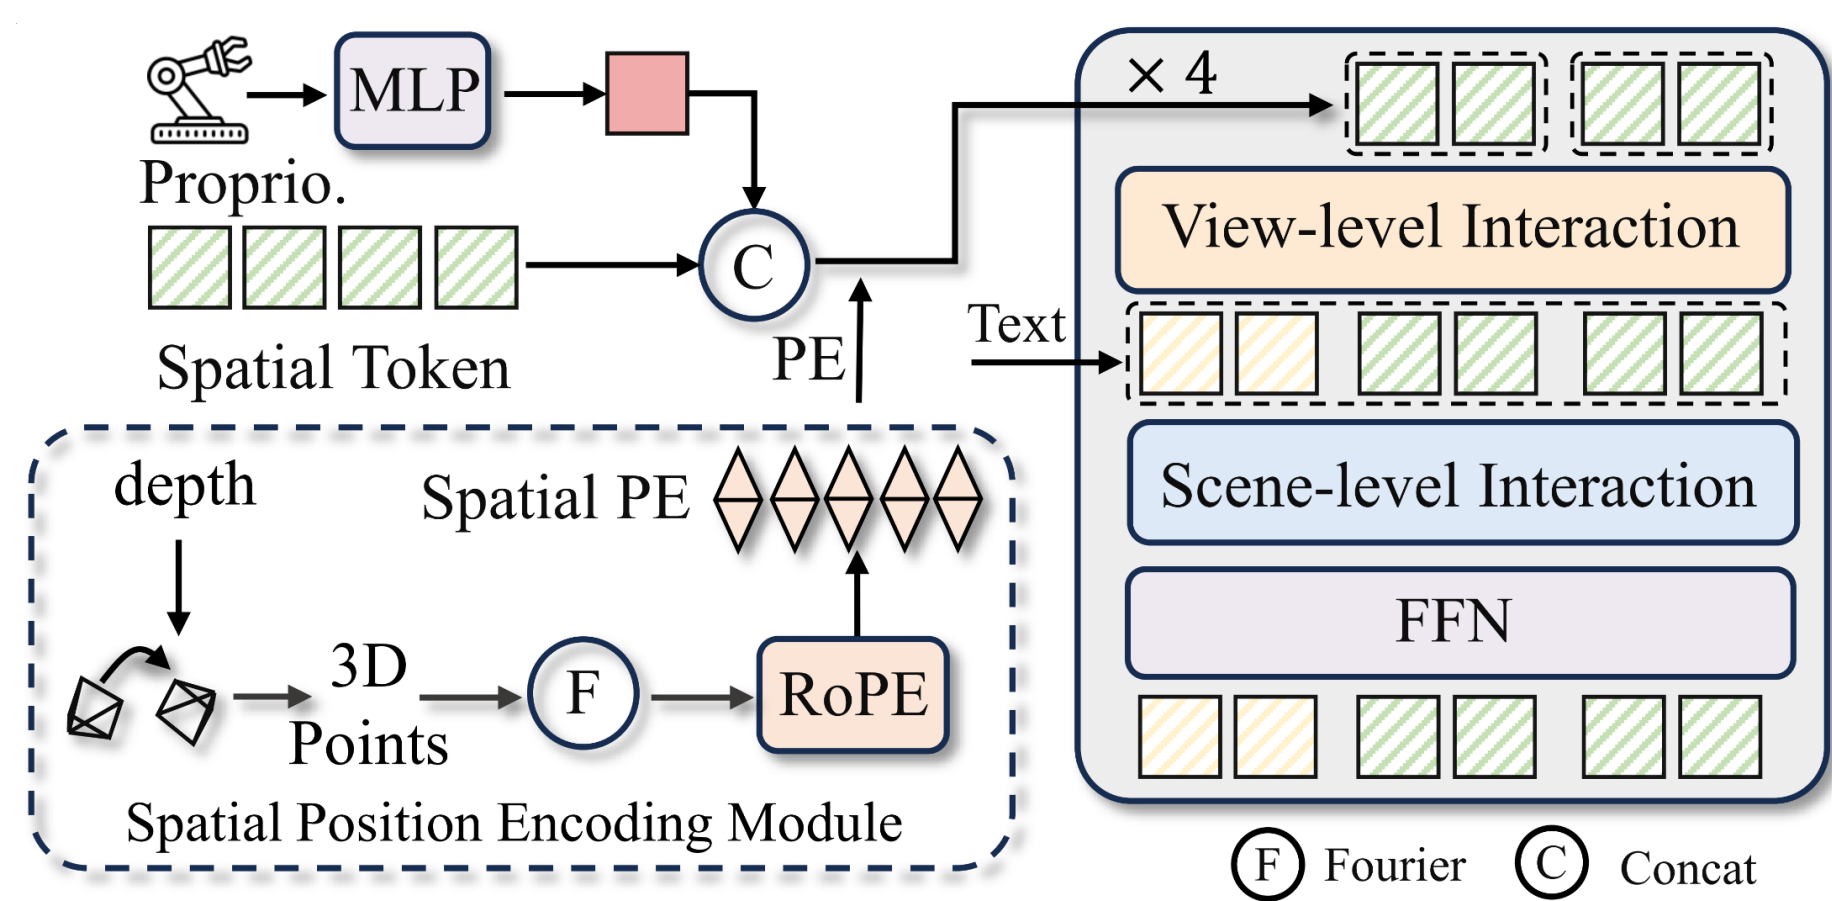 MLP
× 4
Proprio.
View-level Interaction
C
Text
PE
Spatial Token
depth
Spatial PE
Scene-level Interaction
FFN
3D
Points
F
RoPE
Spatial Position Encoding Module
F Fourier C Concat